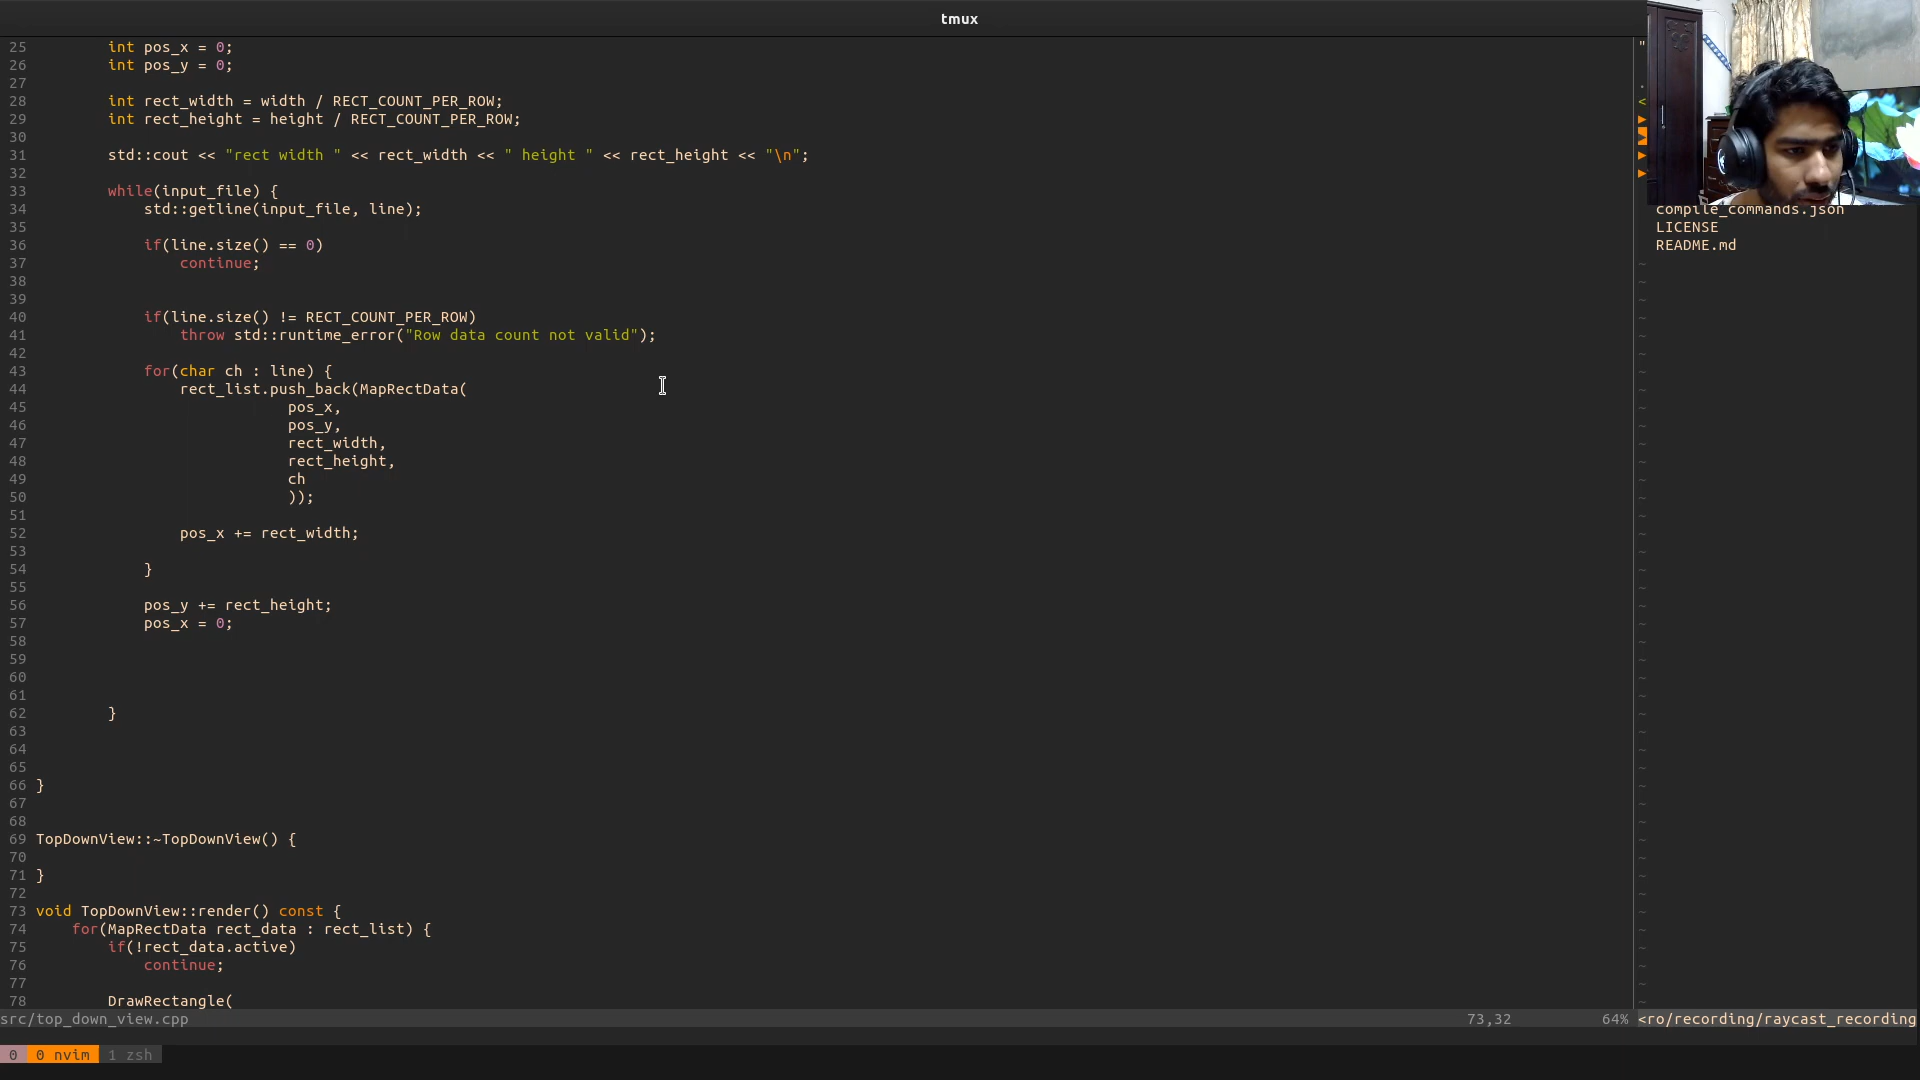 tmux
25 int pos_x = 0;
26 int pos_y = 0;
27
28 int rect_width = width / RECT_COUNT_PER_ROW;
29 int rect_height = height / RECT_COUNT_PER_ROW;
30
31 std::cout << "rect width " << rect_width << " height " << rect_height << "\n";
32
33 while(input_file) {
34 std::getline(input_file, line);
35
36 if(line.size() == 0)
37 continue;
38
39
40 if(line.size() != RECT_COUNT_PER_ROW)
41 throw std::runtime_error("Row data count not valid");
42
43 for(char ch : line) {
44 rect_list.push_back(MapRectData(
45 pos_x,
46 pos_y,
47 rect_width,
48 rect_height,
49 ch
50 ));
51
52 pos_x += rect_width;
53
54 }
55
56 pos_y += rect_height;
57 pos_x = 0;
58
59
60
61
62 }
63
64
65
66 }
67
68
69 TopDownView::~TopDownView() {
70
71 }
72
73 void TopDownView::render() const {
74 for(MapRectData rect_data : rect_list) {
75 if(!rect_data.active)
76 continue;
77
78 DrawRectangle(
compile_commands.json
LICENSE
README.md
src/top_down_view.cpp 73,32 64% <ro/recording/raycast_recording
0 0 nvim 1 zsh